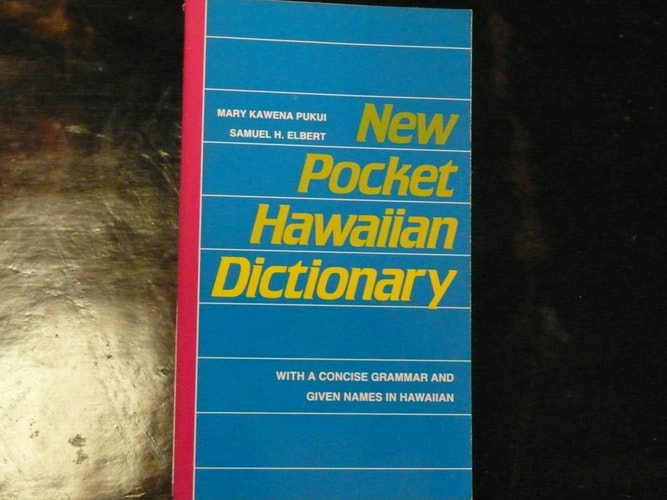 MARY KAWENA PUKUI
SAMUEL H. ELBERT
New
Pocket
Hawaiian
Dictionary
WITH A CONCISE GRAMMAR AND
GIVEN NAMES IN HAWAIIAN